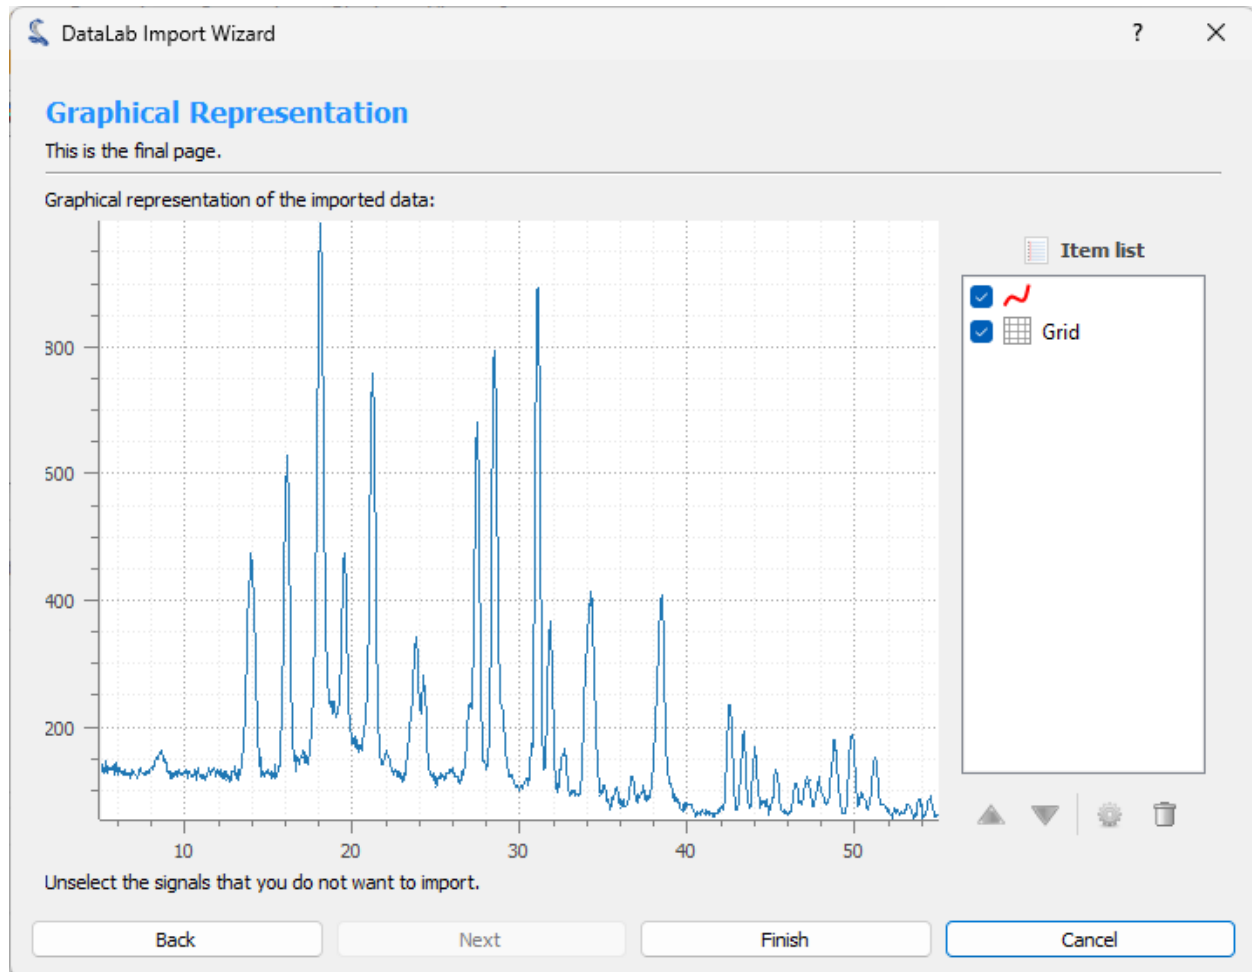 DataLab Import Wizard ? ×
Graphical Representation
This is the final page.
Graphical representation of the imported data:
Item list
Grid
800
600
400
200
10 20 30 40 50
Unselect the signals that you do not want to import.
Back Next Finish Cancel